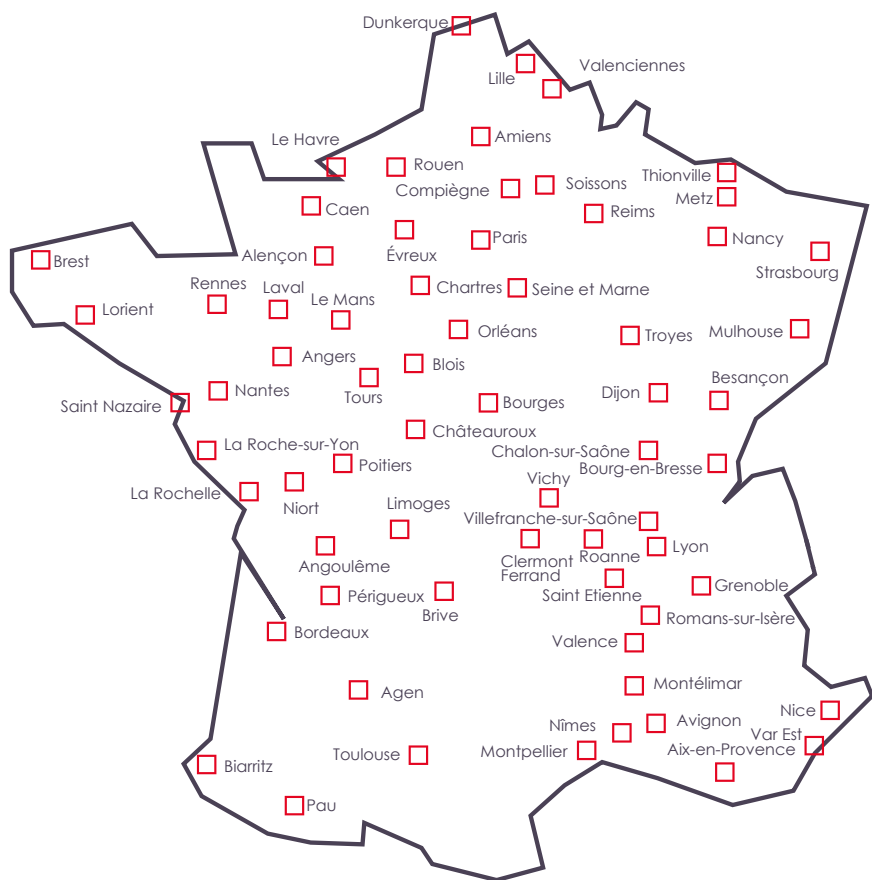 Dunkerque
Lille
Valenciennes
Amiens
Le Havre
Rouen
Compiègne
Soissons
Thionville
Metz
Caen
Reims
Évreux
Paris
Nancy
Strasbourg
Alençon
Brest
Chartres
Seine et Marne
Rennes
Laval
Le Mans
Lorient
Orléans
Troyes
Mulhouse
Angers
Blois
Tours
Nantes
Saint Nazaire
Bourges
Dijon
Besançon
Châteauroux
La Roche-sur-Yon
Poitiers
Chalon-sur-Saône
Bourg-en-Bresse
La Rochelle
Niort
Vichy
Limoges
Villefranche-sur-Saône
Angoulême
Clermont
Ferrand
Roanne
Lyon
Saint Etienne
Grenoble
Périgueux
Brive
Romans-sur-Isère
Bordeaux
Valence
Agen
Montélimar
Nice
Avignon
Nîmes
Var Est
Montpellier
Aix-en-Provence
Toulouse
Biarritz
Pau